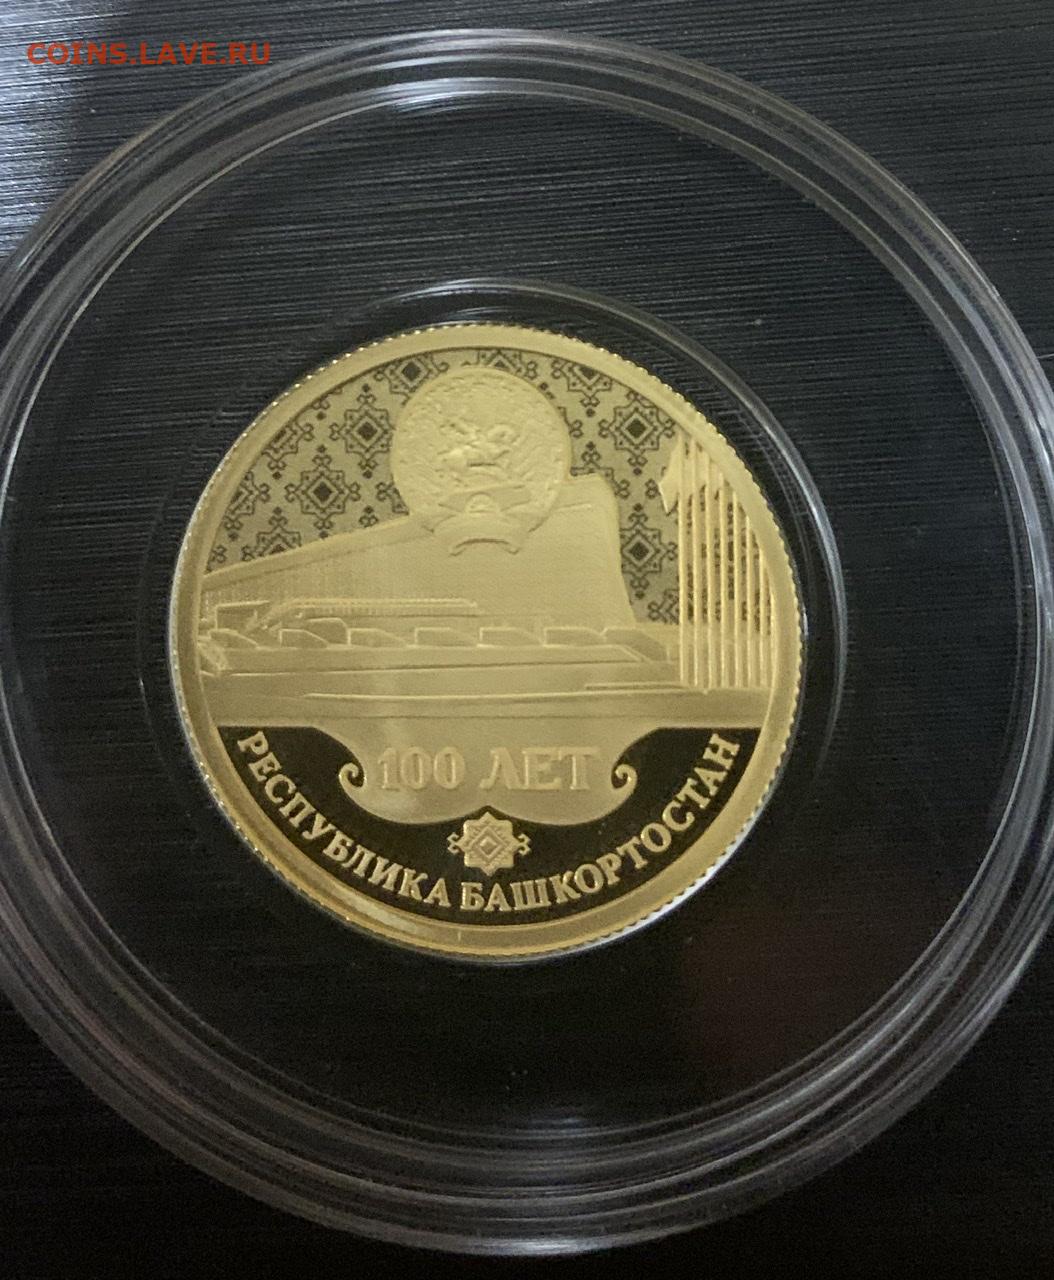 COINS.LAVE.RU
100 ЛЕТ
РЕСПУБЛИКА БАШКОРТОСТАН